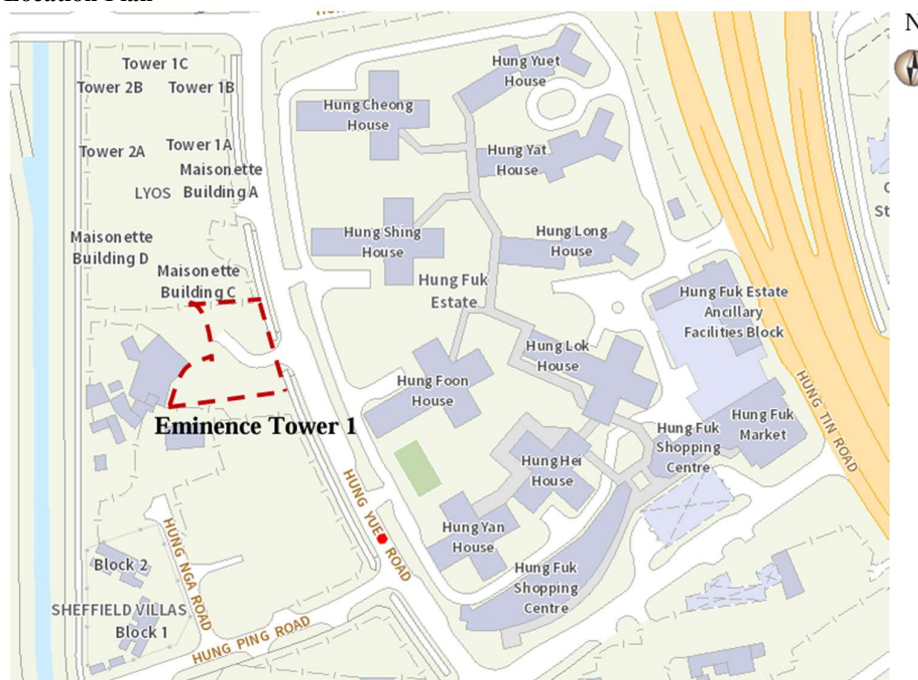 Location Plan
N
Tower 1C
Tower 2B
Tower 1B
Tower 2A
Tower 1A
Maisonette
Building A
LYOS
Maisonette
Building D
Maisonette
Building C
Hung Yuet
House
Hung Cheong
House
Hung Yat
House
Hung Shing
House
Hung Long
House
Hung Fuk
Estate
Hung Fuk Estate
Ancillary
Facilities Block
Hung Lok
House
Hung Foon
House
HUNG TIN ROAD
Hung Fuk
Market
Hung Fuk
Shopping
Centre
Eminence Tower 1
Hung Hei
House
HUNG YUEN ROAD
Hung Yan
House
HUNG NGA ROAD
Block 2
Hung Fuk
Shopping
Centre
SHEFFIELD VILLAS
Block 1
HUNG PING ROAD